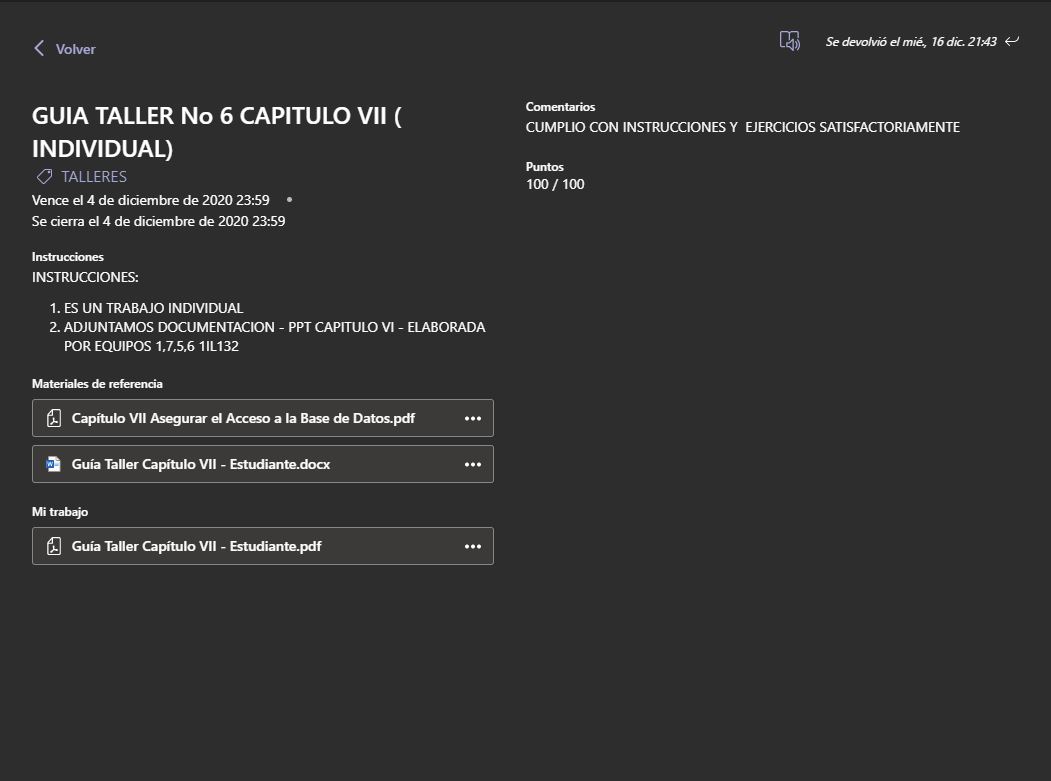 Volver
Se devolvió el mié., 16 dic. 21:43
GUIA TALLER No 6 CAPITULO VII (
INDIVIDUAL)
TALLERES
Vence el 4 de diciembre de 2020 23:59 •
Se cierra el 4 de diciembre de 2020 23:59
Instrucciones
INSTRUCCIONES:
1. ES UN TRABAJO INDIVIDUAL
2. ADJUNTAMOS DOCUMENTACION - PPT CAPITULO VI - ELABORADA
POR EQUIPOS 1,7,5,6 1IL132
Materiales de referencia
Capítulo VII Asegurar el Acceso a la Base de Datos.pdf
Guía Taller Capítulo VII - Estudiante.docx
Mi trabajo
Guía Taller Capítulo VII - Estudiante.pdf
Comentarios
CUMPLIO CON INSTRUCCIONES Y  EJERCICIOS SATISFACTORIAMENTE
Puntos
100 / 100